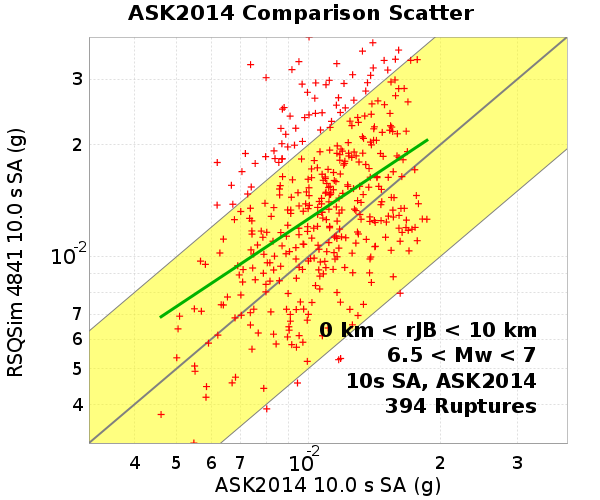 ASK2014 Comparison Scatter
RSQSim 4841 10.0 s SA (g)
3
2
10-2
7
6
5
4
0 km < rJB < 10 km
6.5 < Mw < 7
10s SA, ASK2014
394 Ruptures
4 5 6 7 10-2 2 3
ASK2014 10.0 s SA (g)